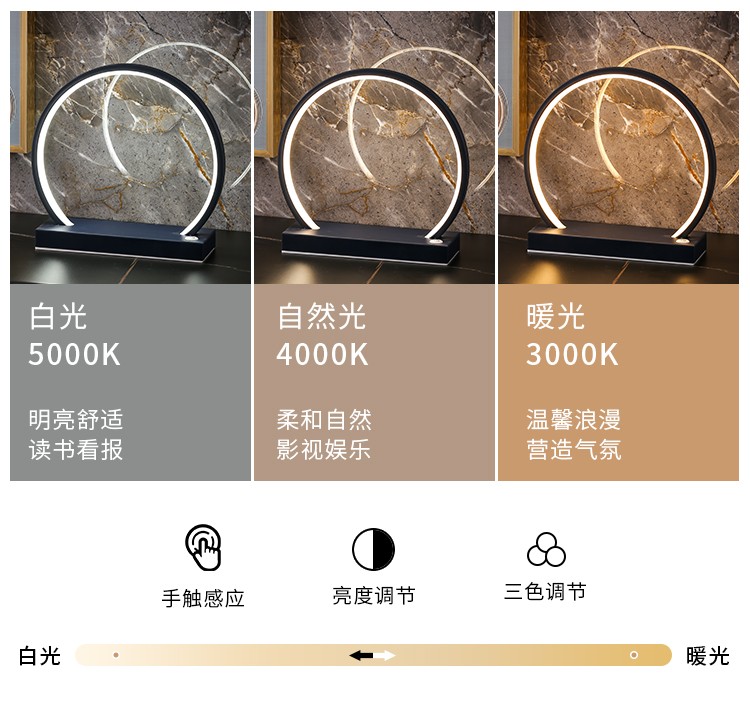 白光
5000K
明亮舒适
读书看报
自然光
4000K
柔和自然
影视娱乐
暖光
3000K
温馨浪漫
营造气氛
手触感应
亮度调节
三色调节
白光
暖光